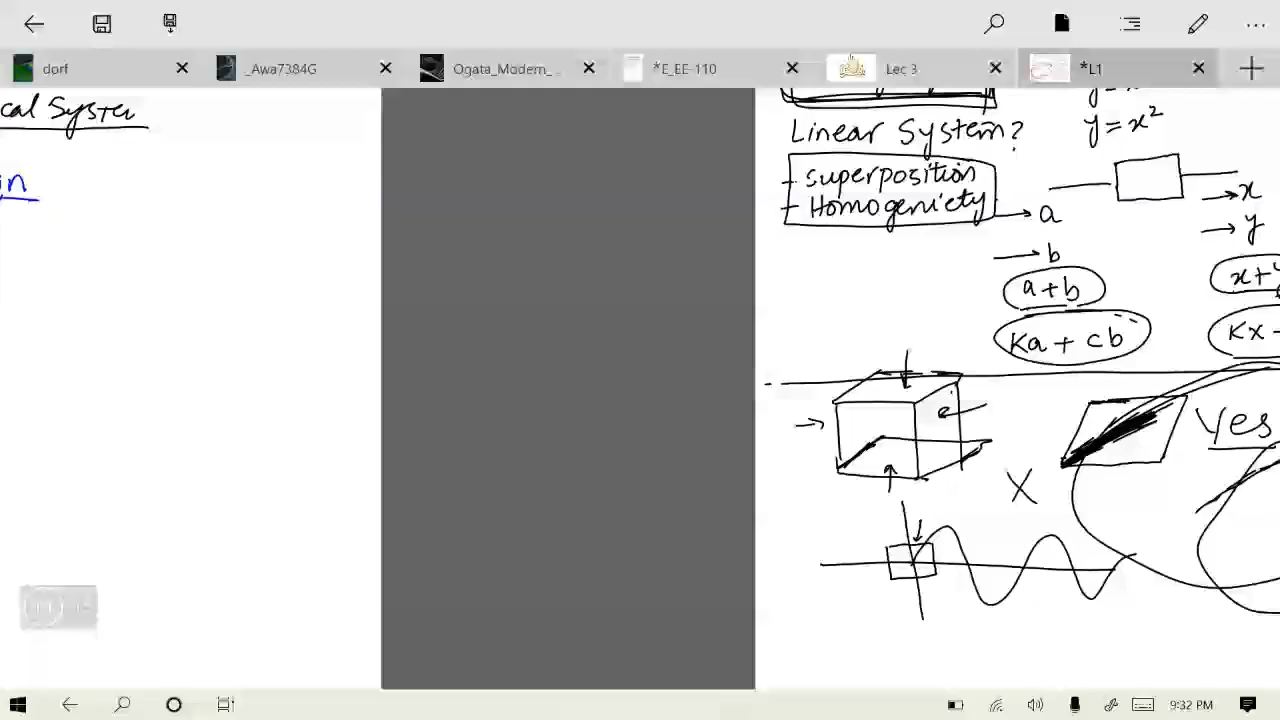 dorf
_Awa7384G
Ogata_Modern_...
*E_EE-110
Lec 3
*L1
cal System
in
Linear System?
- Superposition
- Homogeniety
y = x²
→ x
→ y
→ a
→ b
a + b
Ka + cb
x +
Kx -
X
Yes
9:32 PM